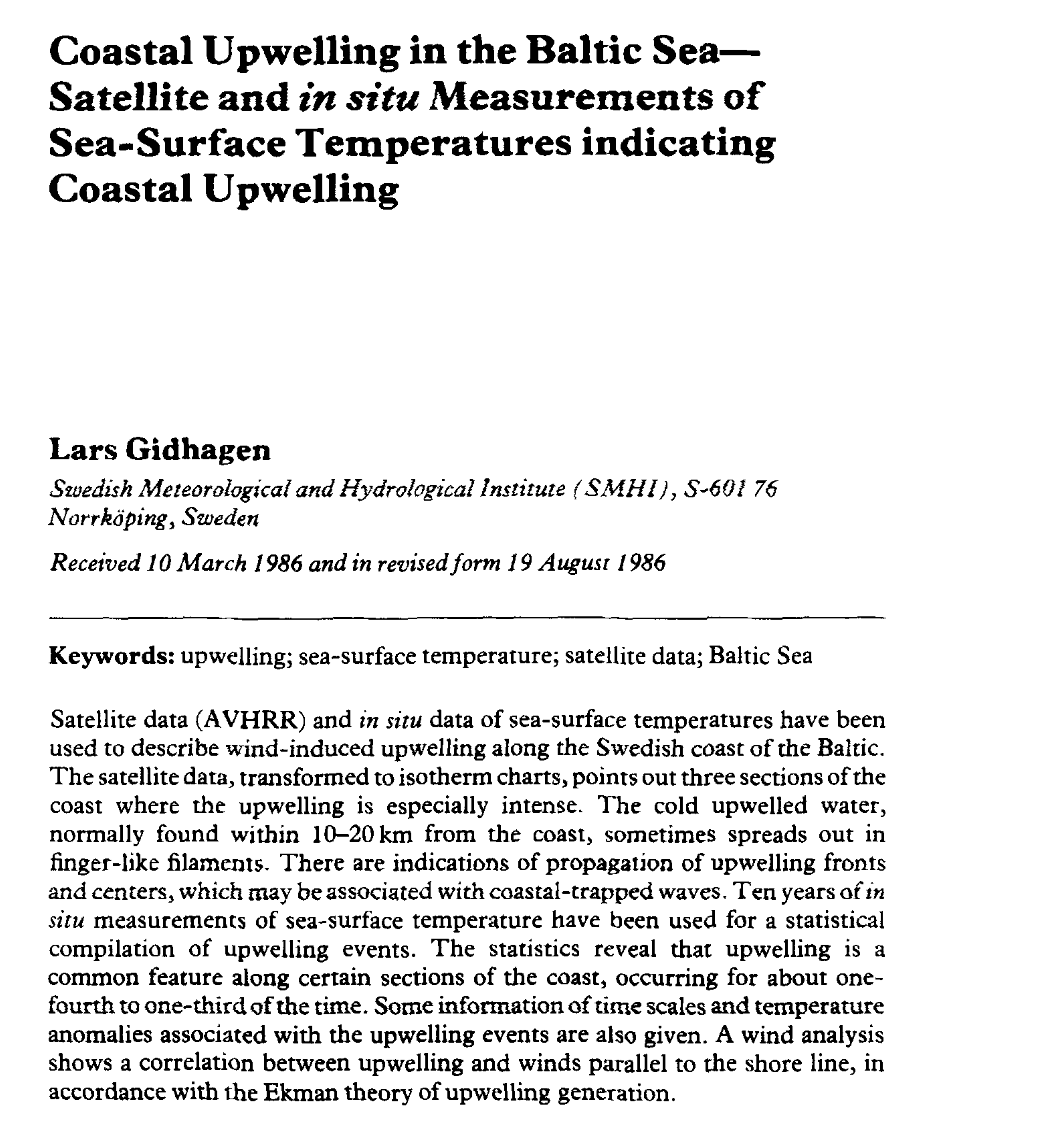 Coastal Upwelling in the Baltic Sea—
Satellite and in situ Measurements of
Sea-Surface Temperatures indicating
Coastal Upwelling
Lars Gidhagen
Swedish Meteorological and Hydrological Institute (SMHI), S-601 76
Norrköping, Sweden
Received 10 March 1986 and in revised form 19 August 1986
Keywords: upwelling; sea-surface temperature; satellite data; Baltic Sea
Satellite data (AVHRR) and in situ data of sea-surface temperatures have been
used to describe wind-induced upwelling along the Swedish coast of the Baltic.
The satellite data, transformed to isotherm charts, points out three sections of the
coast where the upwelling is especially intense. The cold upwelled water,
normally found within 10–20 km from the coast, sometimes spreads out in
finger-like filaments. There are indications of propagation of upwelling fronts
and centers, which may be associated with coastal-trapped waves. Ten years of in
situ measurements of sea-surface temperature have been used for a statistical
compilation of upwelling events. The statistics reveal that upwelling is a
common feature along certain sections of the coast, occurring for about one-
fourth to one-third of the time. Some information of time scales and temperature
anomalies associated with the upwelling events are also given. A wind analysis
shows a correlation between upwelling and winds parallel to the shore line, in
accordance with the Ekman theory of upwelling generation.